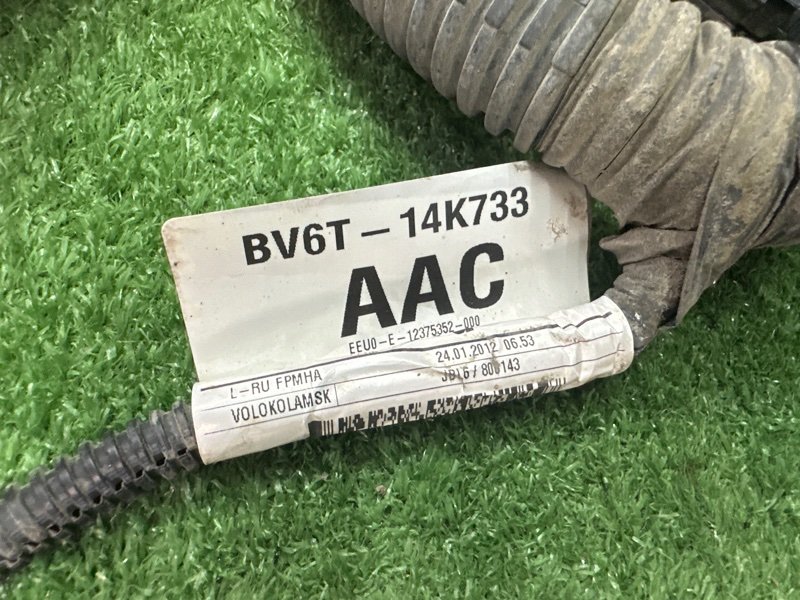 BV6T – 14K733
AAC
EEU0-E-12375352-000
L-RU FPMHA
24.01.2012 06.53
VOLOKOLAMSK